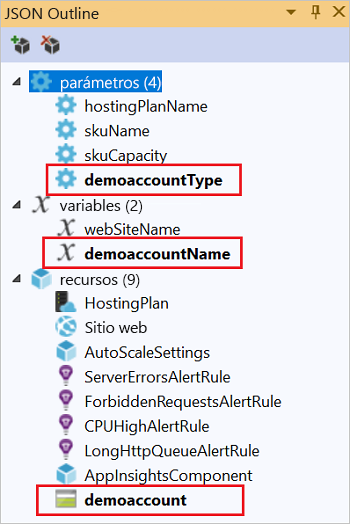 JSON Outline
parámetros (4)
hostingPlanName
skuName
skuCapacity
demoaccountType
variables (2)
webSiteName
demoaccountName
recursos (9)
HostingPlan
Sitio web
AutoScaleSettings
ServerErrorsAlertRule
ForbiddenRequestsAlertRule
CPUHighAlertRule
LongHttpQueueAlertRule
AppInsightsComponent
demoaccount